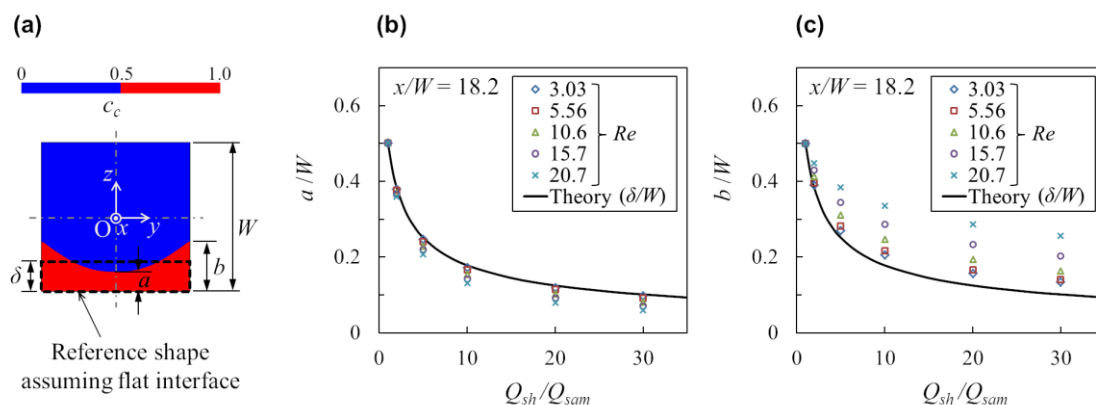 (a)
0 0.5 1.0
c_c
z
O x y
W
δ
a
b
Reference shape
assuming flat interface
(b)
x/W = 18.2
3.03
5.56
10.6 Re
15.7
20.7
Theory (δ/W)
a/W
0.6
0.4
0.2
0
0 10 20 30
Q_sh/Q_sam
(c)
x/W = 18.2
3.03
5.56
10.6 Re
15.7
20.7
Theory (δ/W)
b/W
0.6
0.4
0.2
0
0 10 20 30
Q_sh/Q_sam